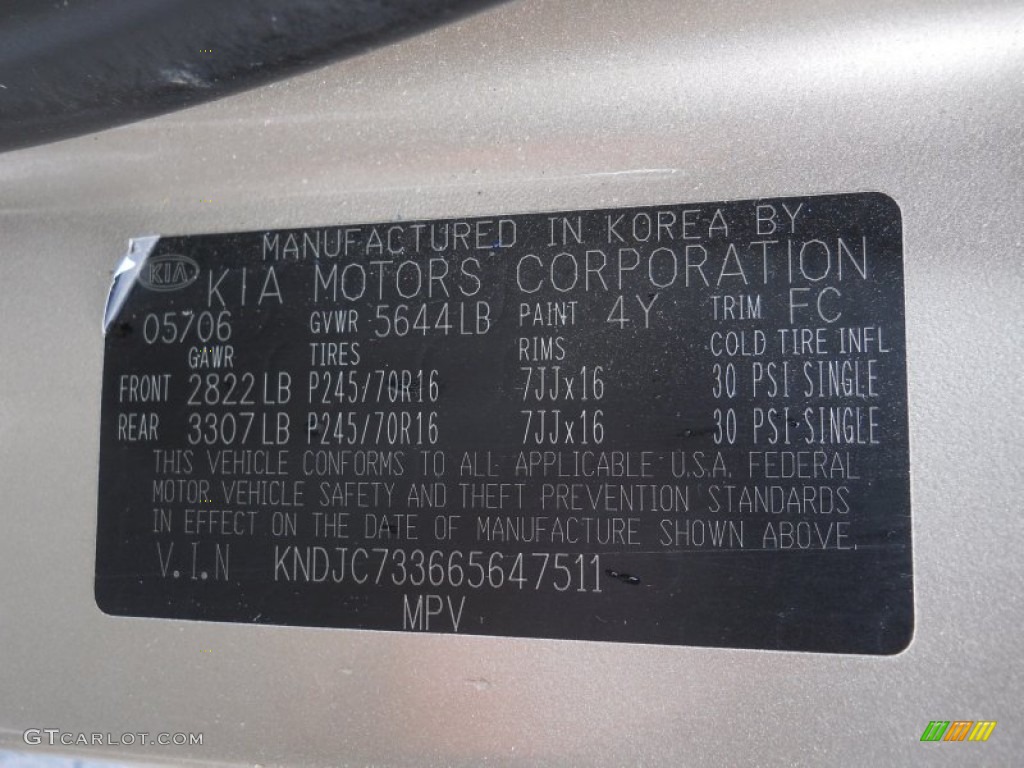 MANUFACTURED IN KOREA BY
KIA KIA MOTORS CORPORATION
05706 GVWR 5644LB PAINT 4Y TRIM FC
GAWR TIRES RIMS COLD TIRE INFL
FRONT 2822LB P245/70R16 7JJx16 30 PSI SINGLE
REAR 3307LB P245/70R16 7JJx16 30 PSI SINGLE
THIS VEHICLE CONFORMS TO ALL APPLICABLE U.S.A. FEDERAL
MOTOR VEHICLE SAFETY AND THEFT PREVENTION STANDARDS
IN EFFECT ON THE DATE OF MANUFACTURE SHOWN ABOVE.
V.I.N KNDJC733665647511
MPV
GTCARLOT.COM